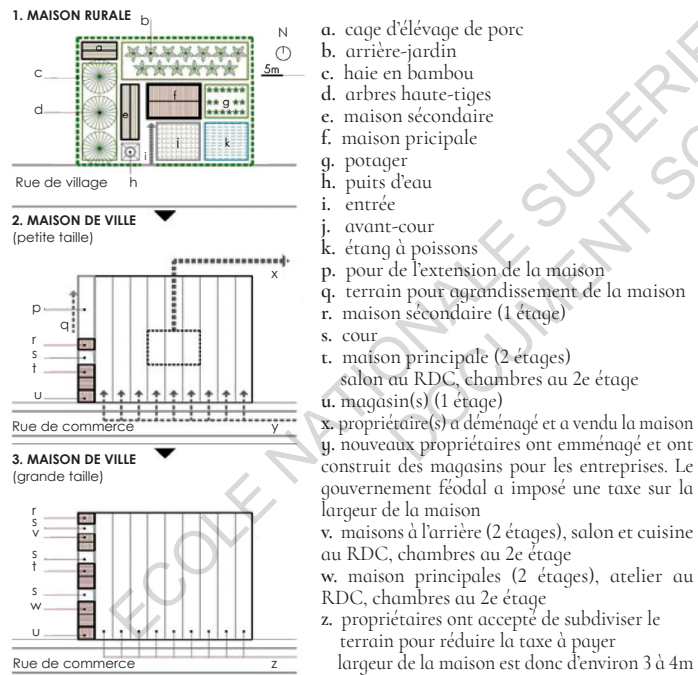 1. MAISON RURALE
b
N
a
5m
c
d
e
f
g
i
j
k
Rue de village
h
2. MAISON DE VILLE
(petite taille)
x
p
q
r
s
t
u
Rue de commerce
y
3. MAISON DE VILLE
(grande taille)
r
s
v
s
t
s
w
u
Rue de commerce
z
a. cage d'élévage de porc
b. arrière-jardin
c. haie en bambou
d. arbres haute-tiges
e. maison sécondaire
f. maison pricipale
g. potager
h. puits d'eau
i. entrée
j. avant-cour
k. étang à poissons
p. pour de l'extension de la maison
q. terrain pour agrandissement de la maison
r. maison sécondaire (1 étage)
s. cour
t. maison principale (2 étages)
salon au RDC, chambres au 2e étage
u. magasin(s) (1 étage)
x. propriétaire(s) a déménagé et a vendu la maison
y. nouveaux propriétaires ont emménagé et ont
construit des magasins pour les entreprises. Le
gouvernement féodal a imposé une taxe sur la
largeur de la maison
v. maisons à l'arrière (2 étages), salon et cuisine
au RDC, chambres au 2e étage
w. maison principales (2 étages), atelier au
RDC, chambres au 2e étage
z. propriétaires ont accepté de subdiviser le
terrain pour réduire la taxe à payer
largeur de la maison est donc d'environ 3 à 4m
ECOLE NATIONALE SUPERIE
DOCUMENT SO